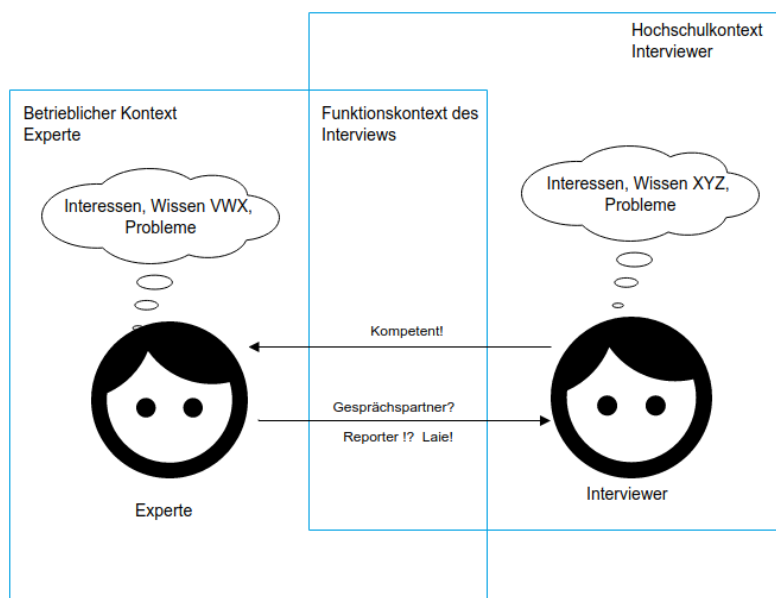 Hochschulkontext
Interviewer
Betrieblicher Kontext
Experte
Funktionskontext des
Interviews
Interessen, Wissen VWX,
Probleme
Interessen, Wissen XYZ,
Probleme
Kompetent!
Gesprächspartner?
Reporter !? Laie!
Experte
Interviewer